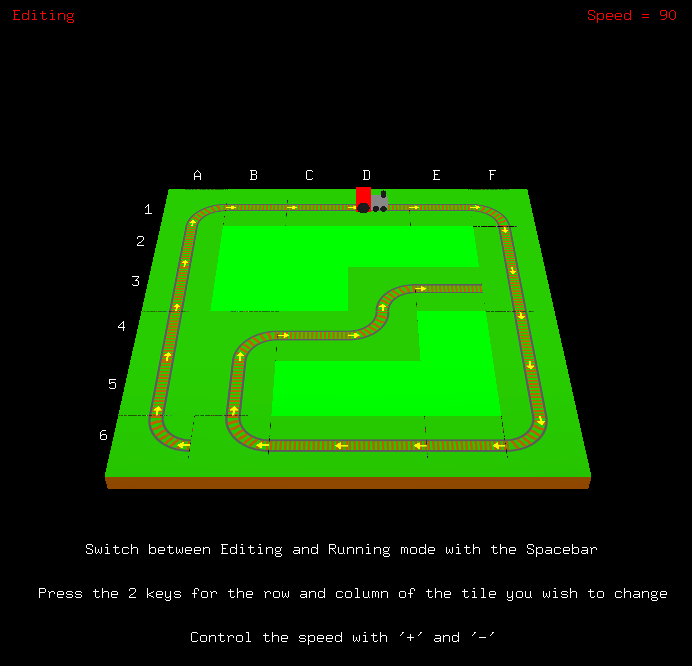 Editing
Speed = 90
A B C D E F
1
2
3
4
5
6
Switch between Editing and Running mode with the Spacebar
Press the 2 keys for the row and column of the tile you wish to change
Control the speed with '+' and '-'